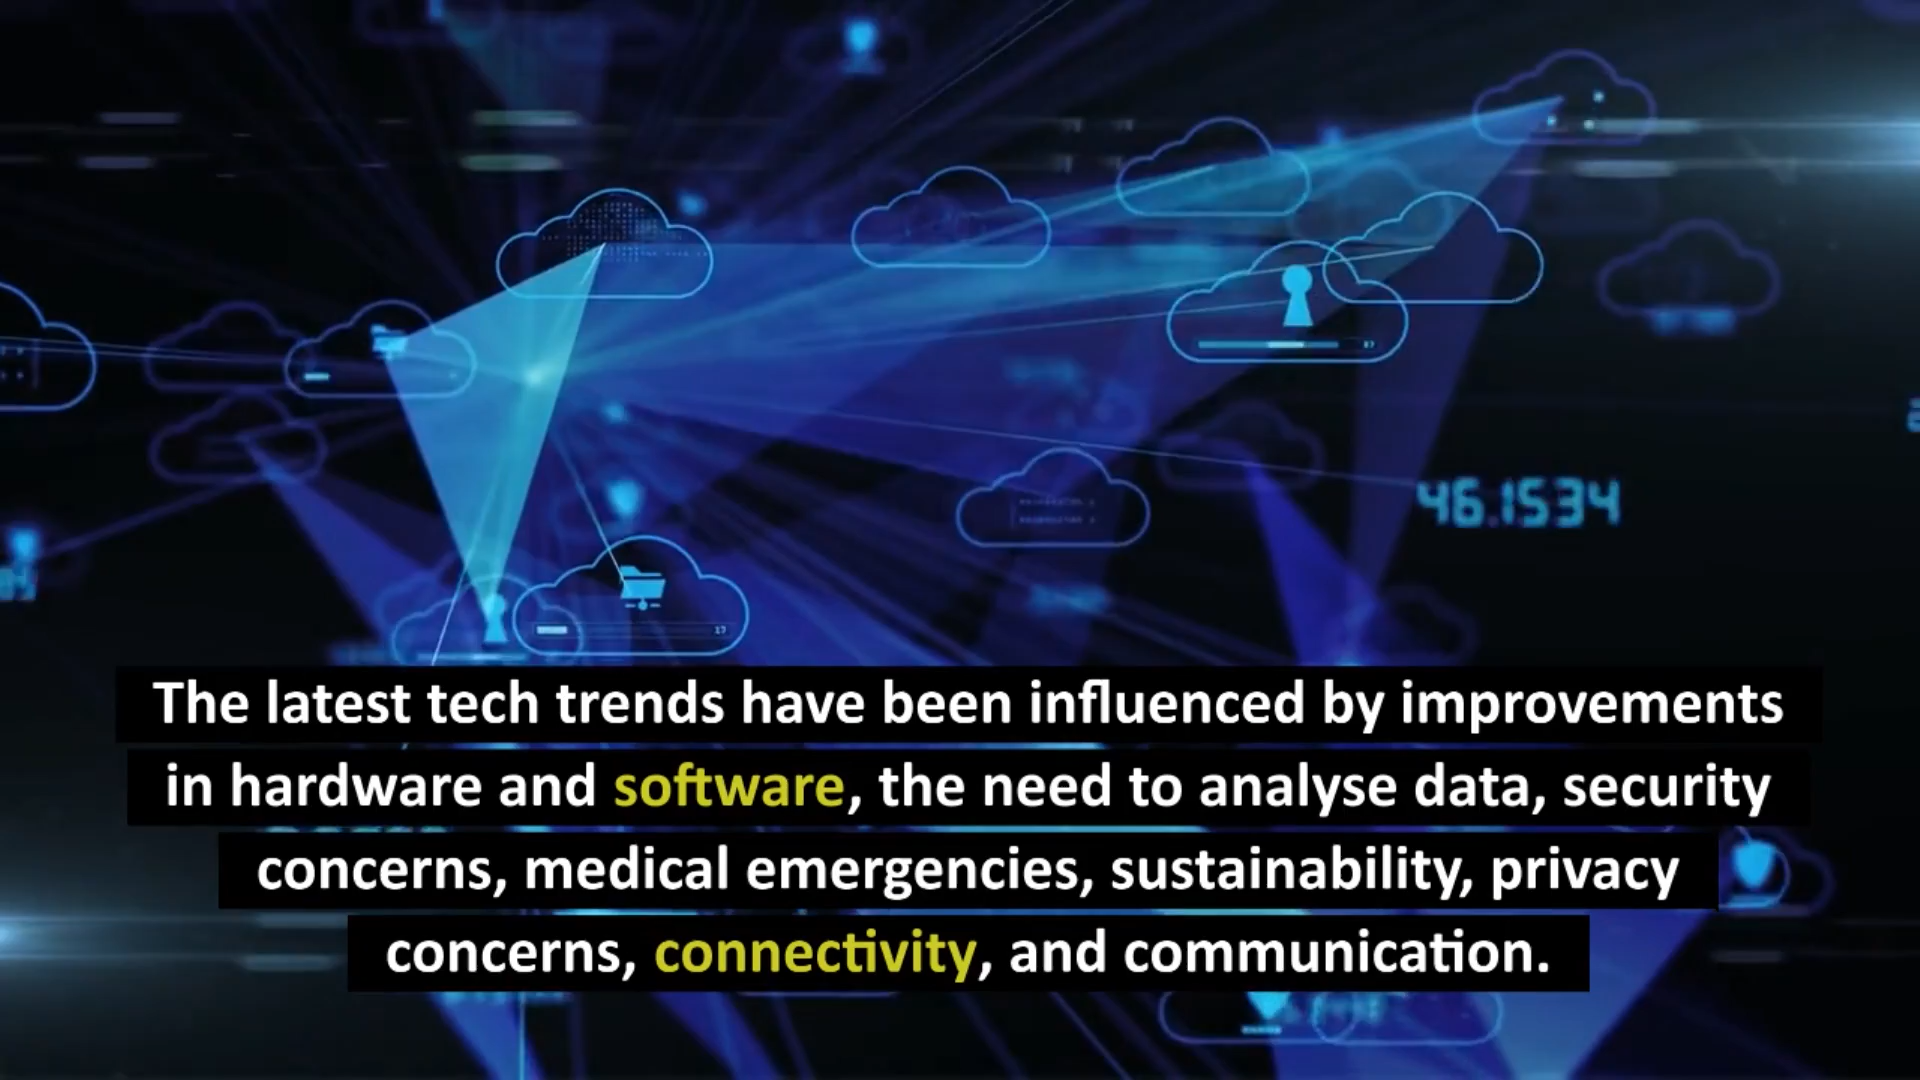 46.1534
17
The latest tech trends have been influenced by improvements
in hardware and software, the need to analyse data, security
concerns, medical emergencies, sustainability, privacy
concerns, connectivity, and communication.